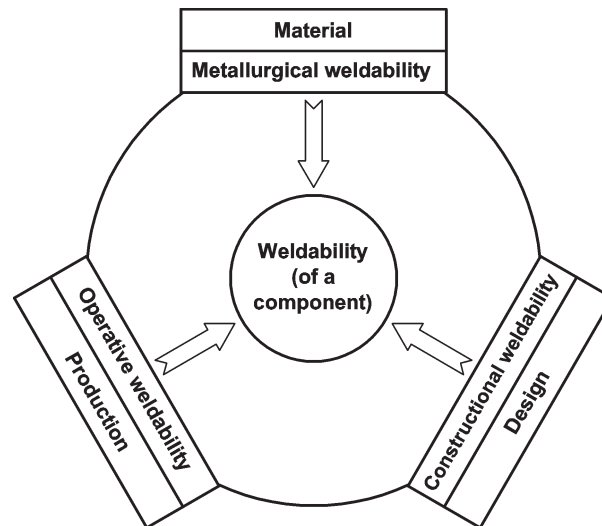 Material
Metallurgical weldability
Weldability
(of a
component)
Operative weldability
Production
Constructional weldability
Design